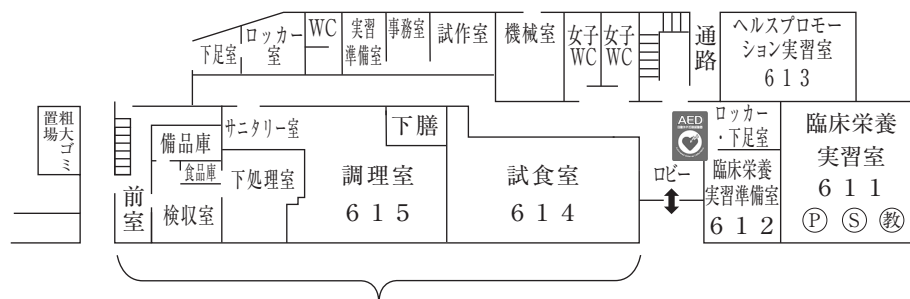 下足室
ロッカー
室
WC
実習
準備室
事務室
試作室
機械室
女子
WC
女子
WC
通路
ヘルスプロモー
ション実習室
613
粗大ゴミ
置場
備品庫
食品庫
検収室
前室
サニタリー室
下処理室
下膳
調理室
615
試食室
614
AED
ロビー
ロッカー
・下足室
臨床栄養
実習準備室
612
臨床栄養
実習室
611
Ⓟ Ⓢ ㊝